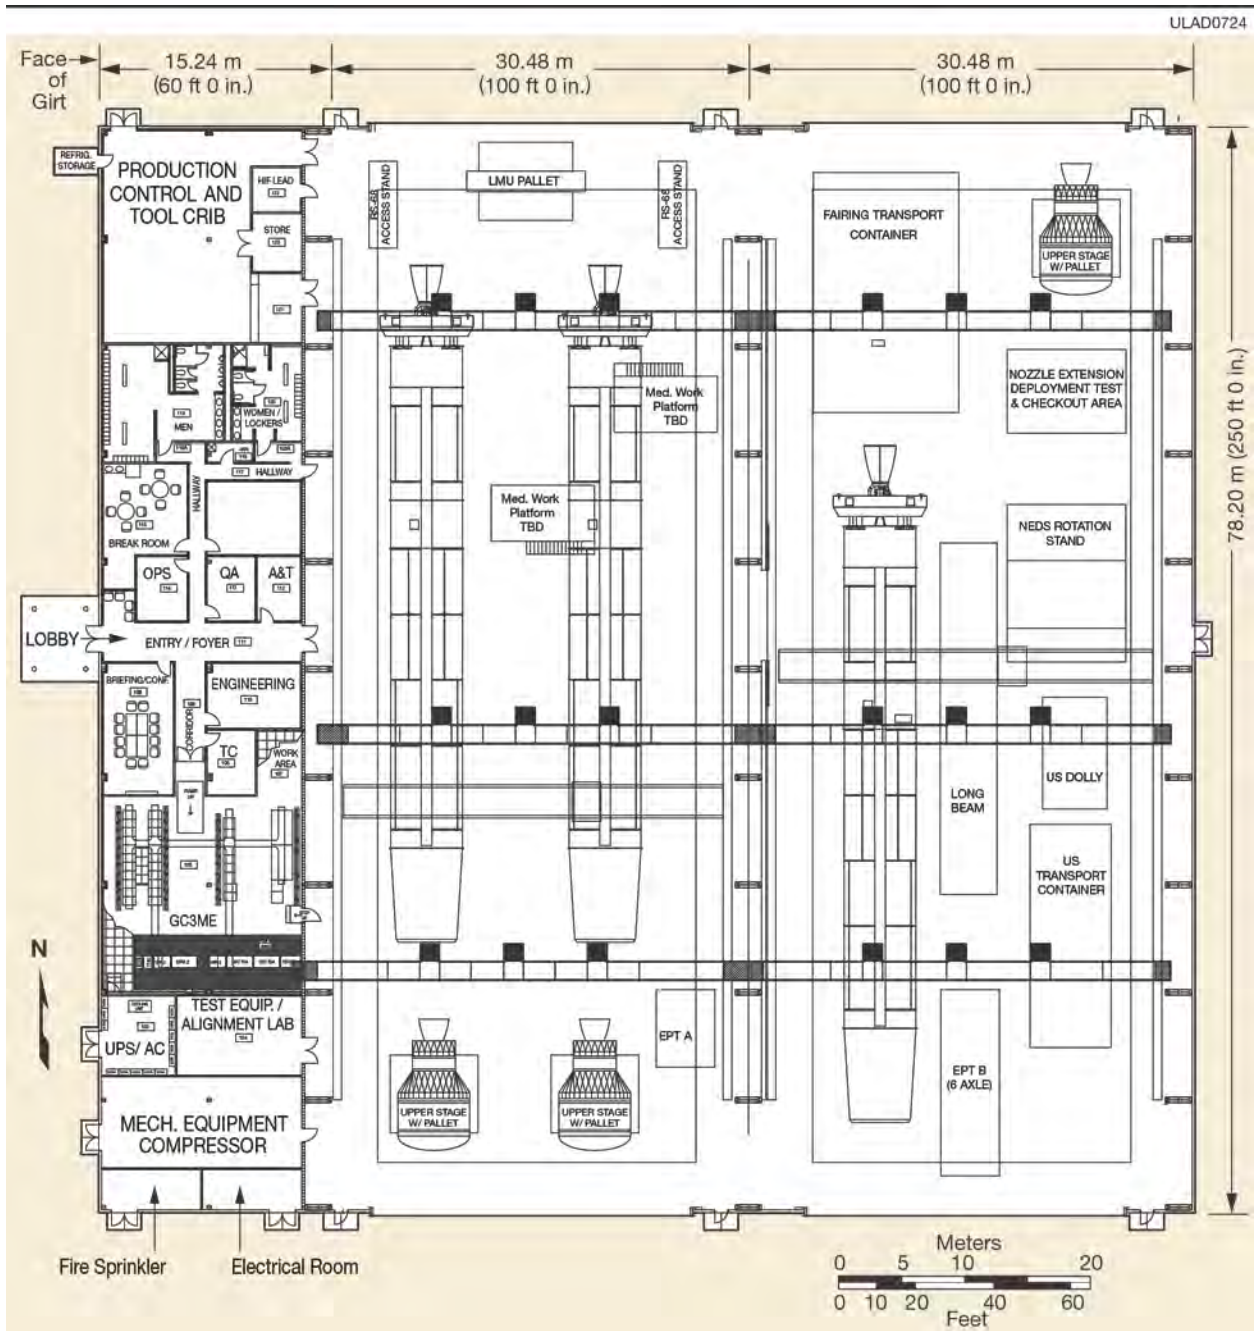 ULAD0724
Face
of
Girt
15.24 m
(60 ft 0 in.)
30.48 m
(100 ft 0 in.)
30.48 m
(100 ft 0 in.)
REFRIG.
STORAGE
PRODUCTION
CONTROL AND
TOOL CRIB
HIF LEAD
STORE
RS-68
ACCESS STAND
LMU PALLET
RS-68
ACCESS STAND
FAIRING TRANSPORT
CONTAINER
UPPER STAGE
W/ PALLET
78.20 m (250 ft 0 in.)
NOZZLE EXTENSION
DEPLOYMENT TEST
& CHECKOUT AREA
Med. Work
Platform
TBD
MEN
WOMEN /
LOCKERS
HALLWAY
HALLWAY
BREAK ROOM
Med. Work
Platform
TBD
NEDS ROTATION
STAND
OPS
QA
A&T
LOBBY
ENTRY / FOYER
BRIEFING/CONF.
CORRIDOR
ENGINEERING
TC
WORK
AREA
US DOLLY
LONG
BEAM
US
TRANSPORT
CONTAINER
GC3ME
N
TEST EQUIP. /
ALIGNMENT LAB
UPS/ AC
EPT A
EPT B
(6 AXLE)
UPPER STAGE
W/ PALLET
UPPER STAGE
W/ PALLET
MECH. EQUIPMENT
COMPRESSOR
Fire Sprinkler
Electrical Room
Meters
0 5 10 20
0 10 20 40 60
Feet